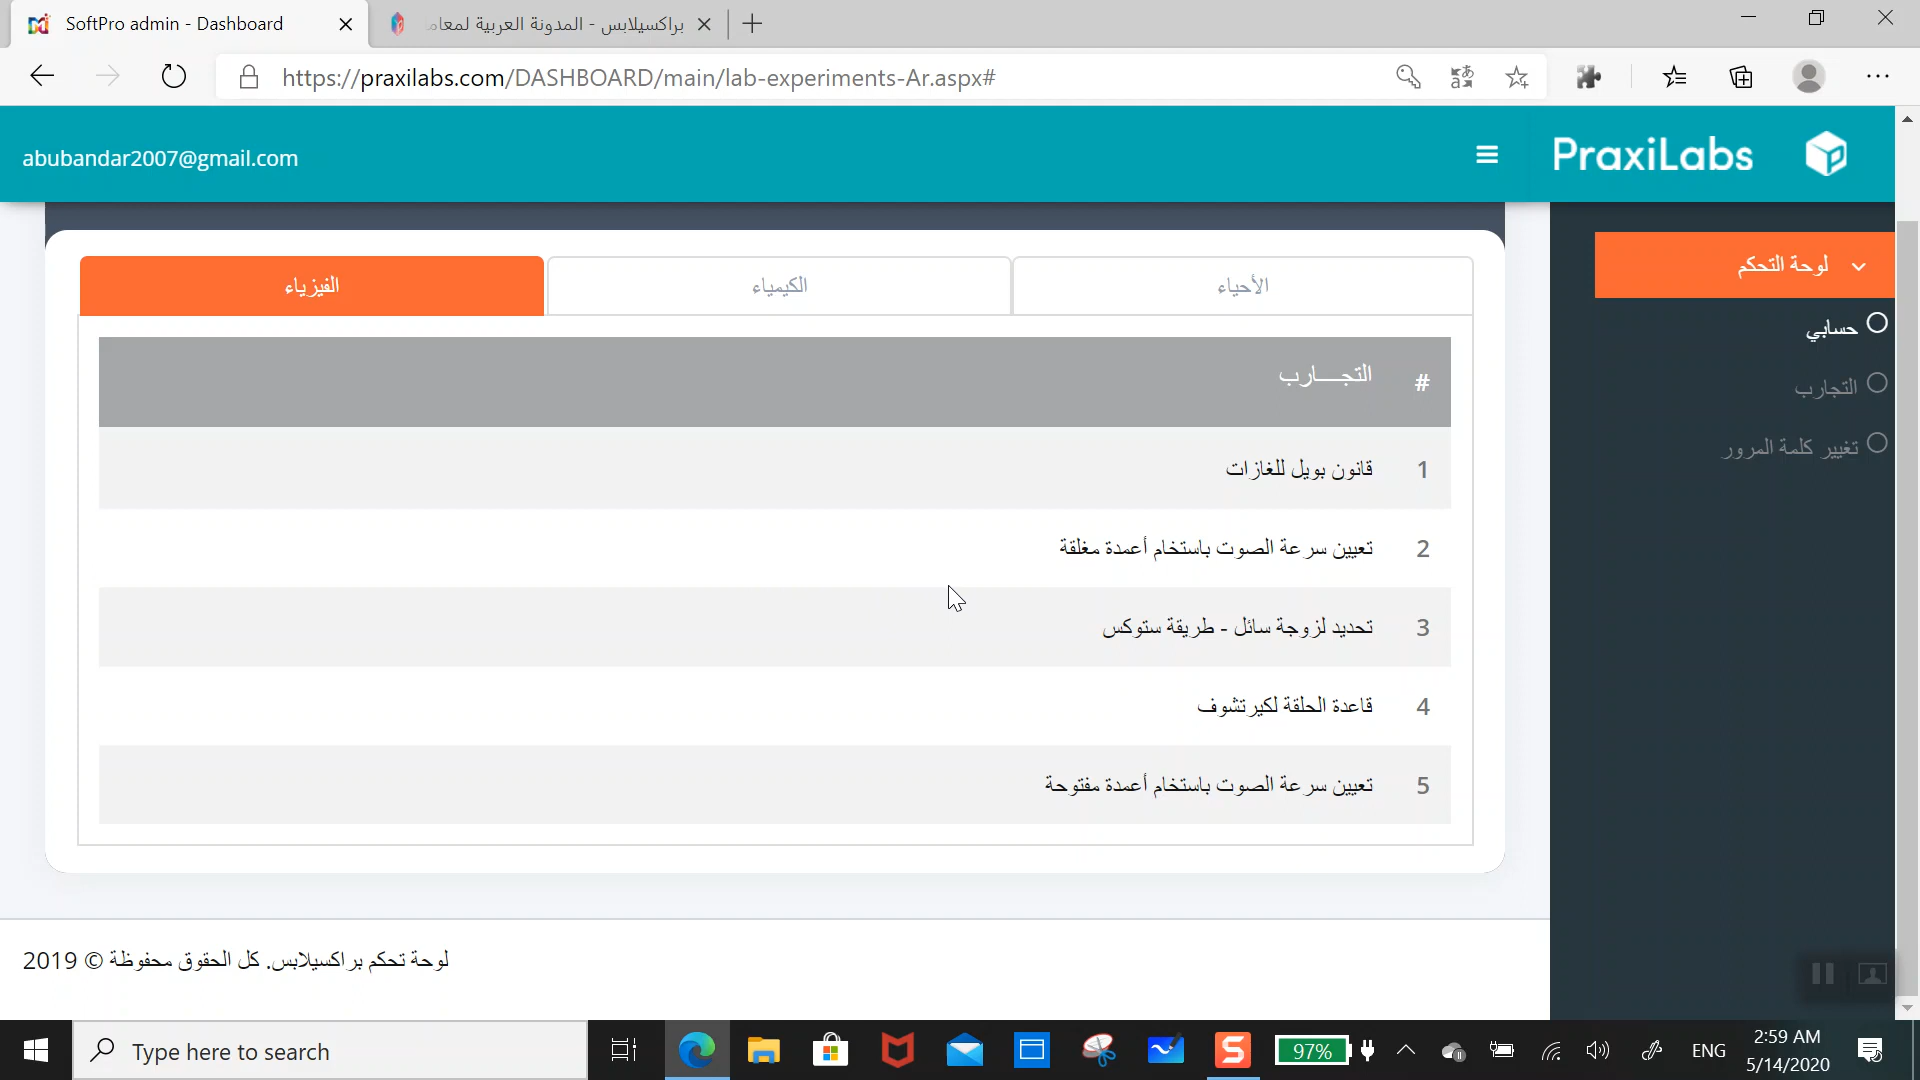 SoftPro admin - Dashboard
براكسيلابس - المدونة العربية لمعام
https://praxilabs.com/DASHBOARD/main/lab-experiments-Ar.aspx#
abubandar2007@gmail.com
PraxiLabs
لوحة التحكم
حسابي
التجارب
تغيير كلمة المرور
الأحياء
الكيمياء
الفيزياء
# التجـــارب
1 قانون بويل للغازات
2 تعيين سرعة الصوت باستخام أعمدة مغلقة
3 تحديد لزوجة سائل - طريقة ستوكس
4 قاعدة الحلقة لكيرتشوف
5 تعيين سرعة الصوت باستخام أعمدة مفتوحة
لوحة تحكم براكسيلابس. كل الحقوق محفوظة © 2019
Type here to search
97%
ENG
2:59 AM
5/14/2020